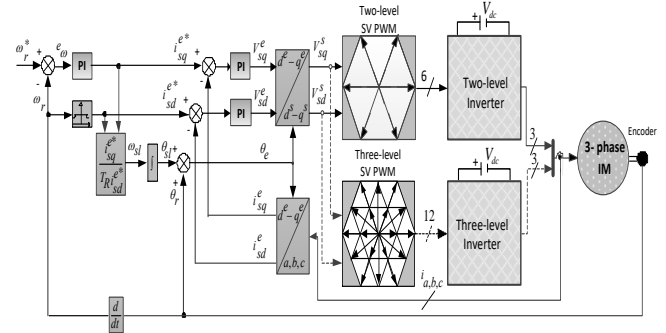 Two-level
SV PWM
V_dc
ω_r^*
+
-
e_ω
PI
i_sq^e*
+
-
PI
V_sq^e
d^e-q^e
d^s-q^s
V_sq^s
6
Two-level
Inverter
ω_r
i_sd^e*
+
-
PI
V_sd^e
V_sd^s
3
3
i_sq^e*
T_R i_sd^e*
ω_sl
∫
θ_sl
+
+
θ_r
θ_e
Three-level
SV PWM
V_dc
3- phase
IM
Encoder
i_sq^e
i_sd^e
d^e-q^e
a,b,c
12
Three-level
Inverter
i_a,b,c
d
dt